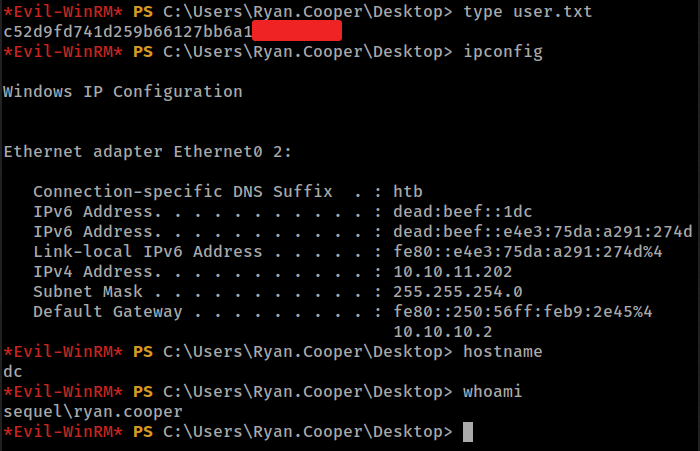 *Evil-WinRM* PS C:\Users\Ryan.Cooper\Desktop> type user.txt
c52d9fd741d259b66127bb6a1
*Evil-WinRM* PS C:\Users\Ryan.Cooper\Desktop> ipconfig
Windows IP Configuration
Ethernet adapter Ethernet0 2:
Connection-specific DNS Suffix  . : htb
IPv6 Address. . . . . . . . . . . : dead:beef::1dc
IPv6 Address. . . . . . . . . . . : dead:beef::e4e3:75da:a291:274d
Link-local IPv6 Address . . . . . : fe80::e4e3:75da:a291:274d%4
IPv4 Address. . . . . . . . . . . : 10.10.11.202
Subnet Mask . . . . . . . . . . . : 255.255.254.0
Default Gateway . . . . . . . . . : fe80::250:56ff:feb9:2e45%4
10.10.10.2
*Evil-WinRM* PS C:\Users\Ryan.Cooper\Desktop> hostname
dc
*Evil-WinRM* PS C:\Users\Ryan.Cooper\Desktop> whoami
sequel\ryan.cooper
*Evil-WinRM* PS C:\Users\Ryan.Cooper\Desktop>